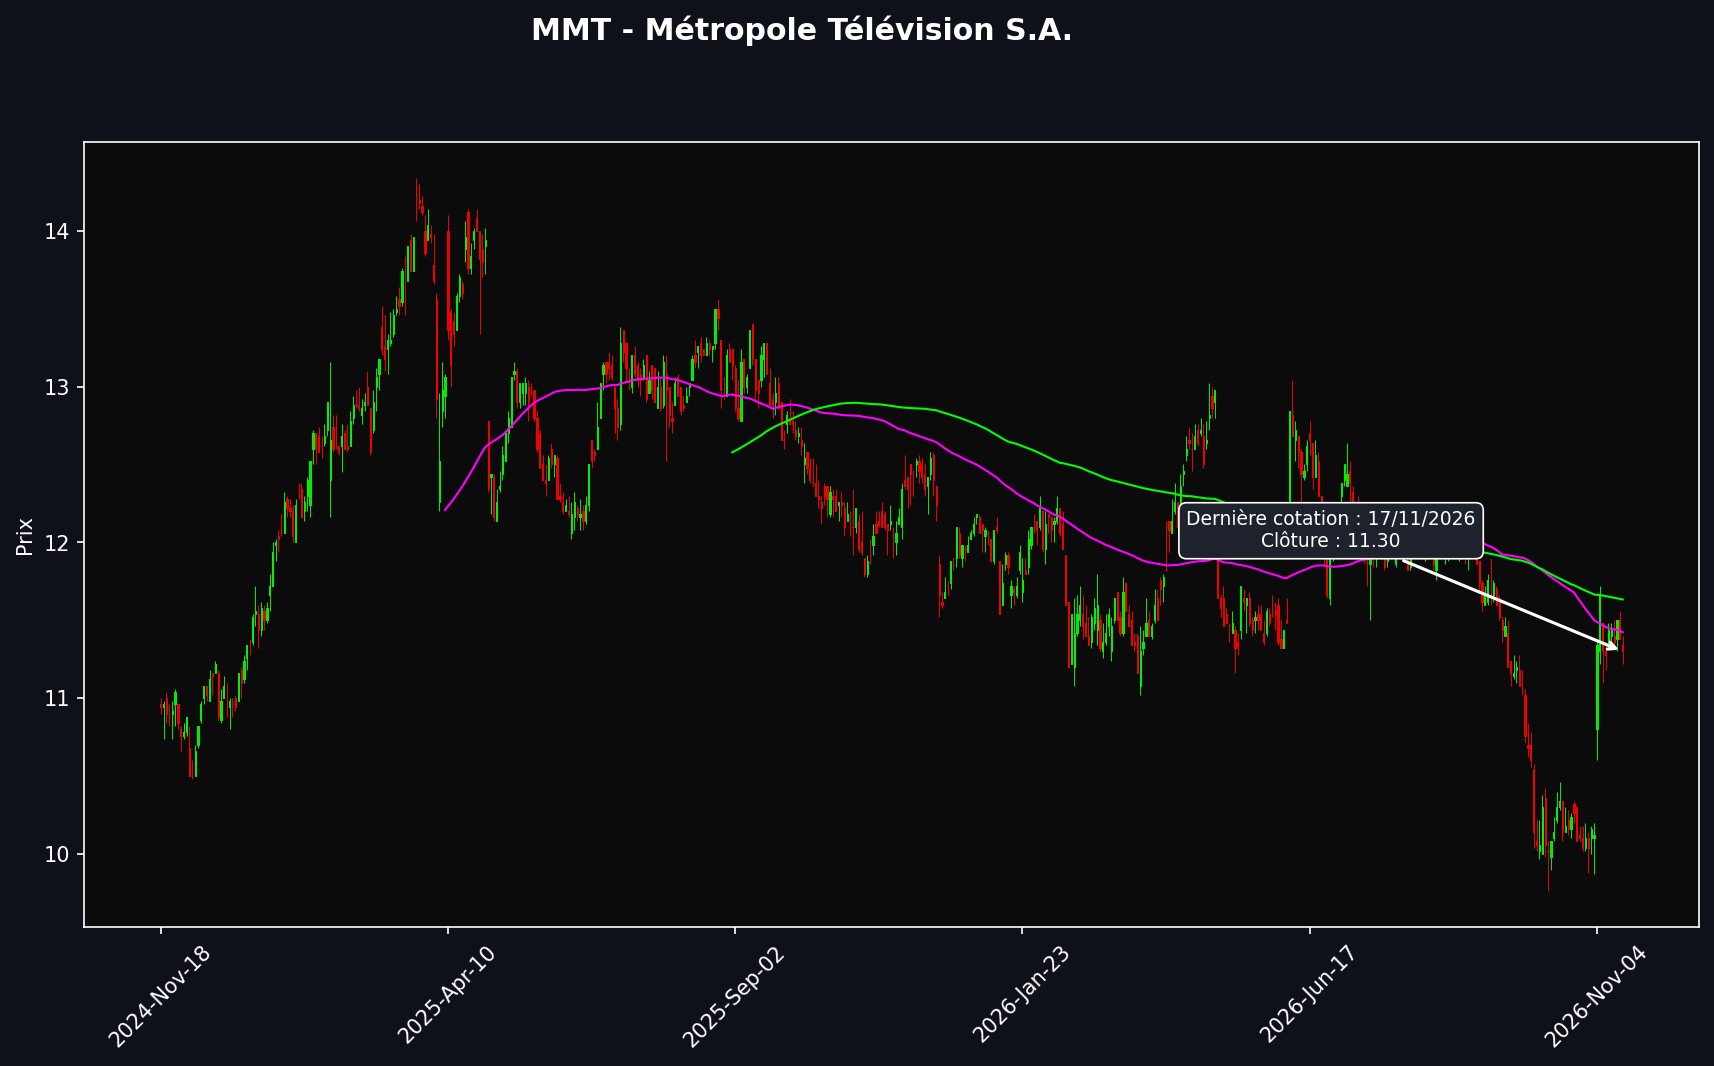 MMT - Métropole Télévision S.A.
Prix
14
13
12
11
10
Dernière cotation : 17/11/2026
Clôture : 11.30
2024-Nov-18
2025-Apr-10
2025-Sep-02
2026-Jan-23
2026-Jun-17
2026-Nov-04